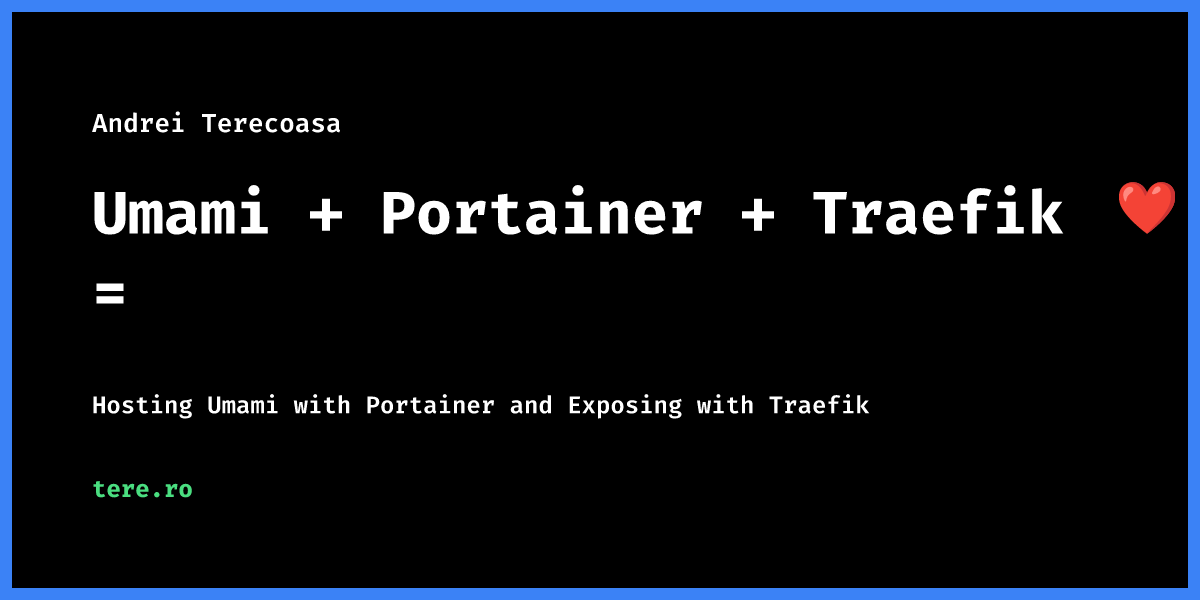 Andrei Terecoasa
Umami + Portainer + Traefik ❤️
=
Hosting Umami with Portainer and Exposing with Traefik
tere.ro